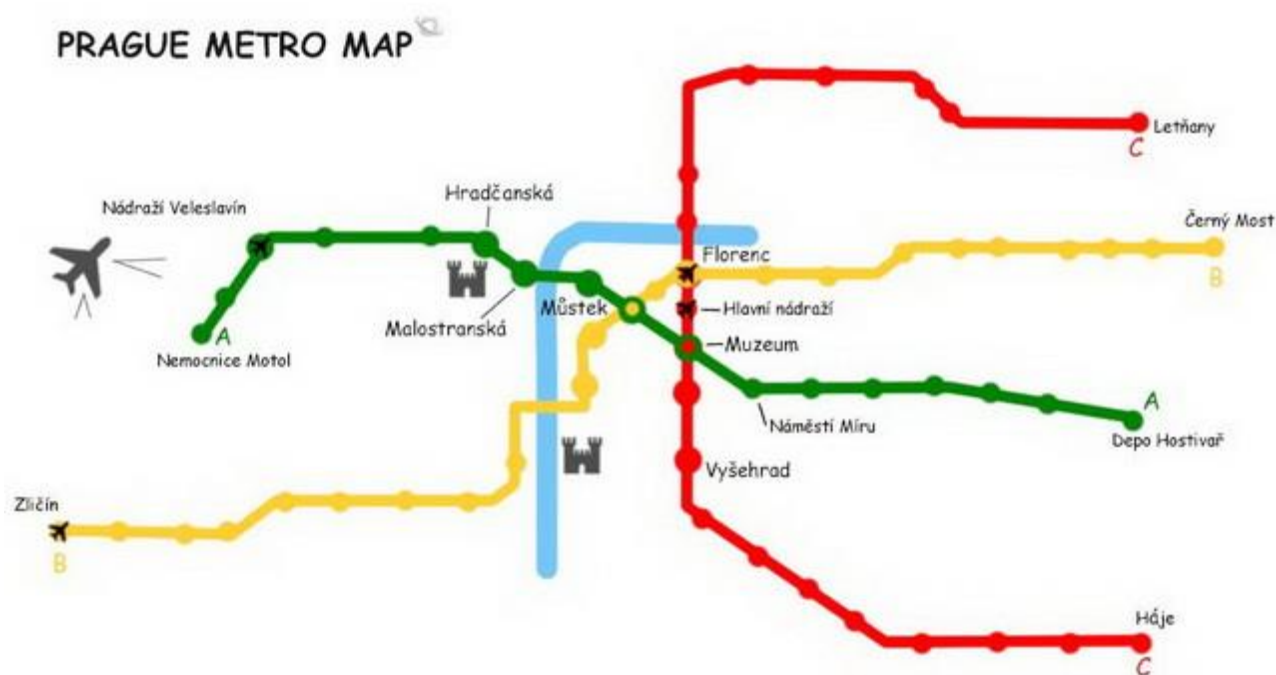 PRAGUE METRO MAP
Letňany
C
Hradčanská
Nádraží Veleslavín
Černý Most
B
Florenc
Můstek
Hlavní nádraží
Malostranská
A
Nemocnice Motol
Muzeum
A
Náměstí Míru
Depo Hostivař
Vyšehrad
Zličín
B
Háje
C